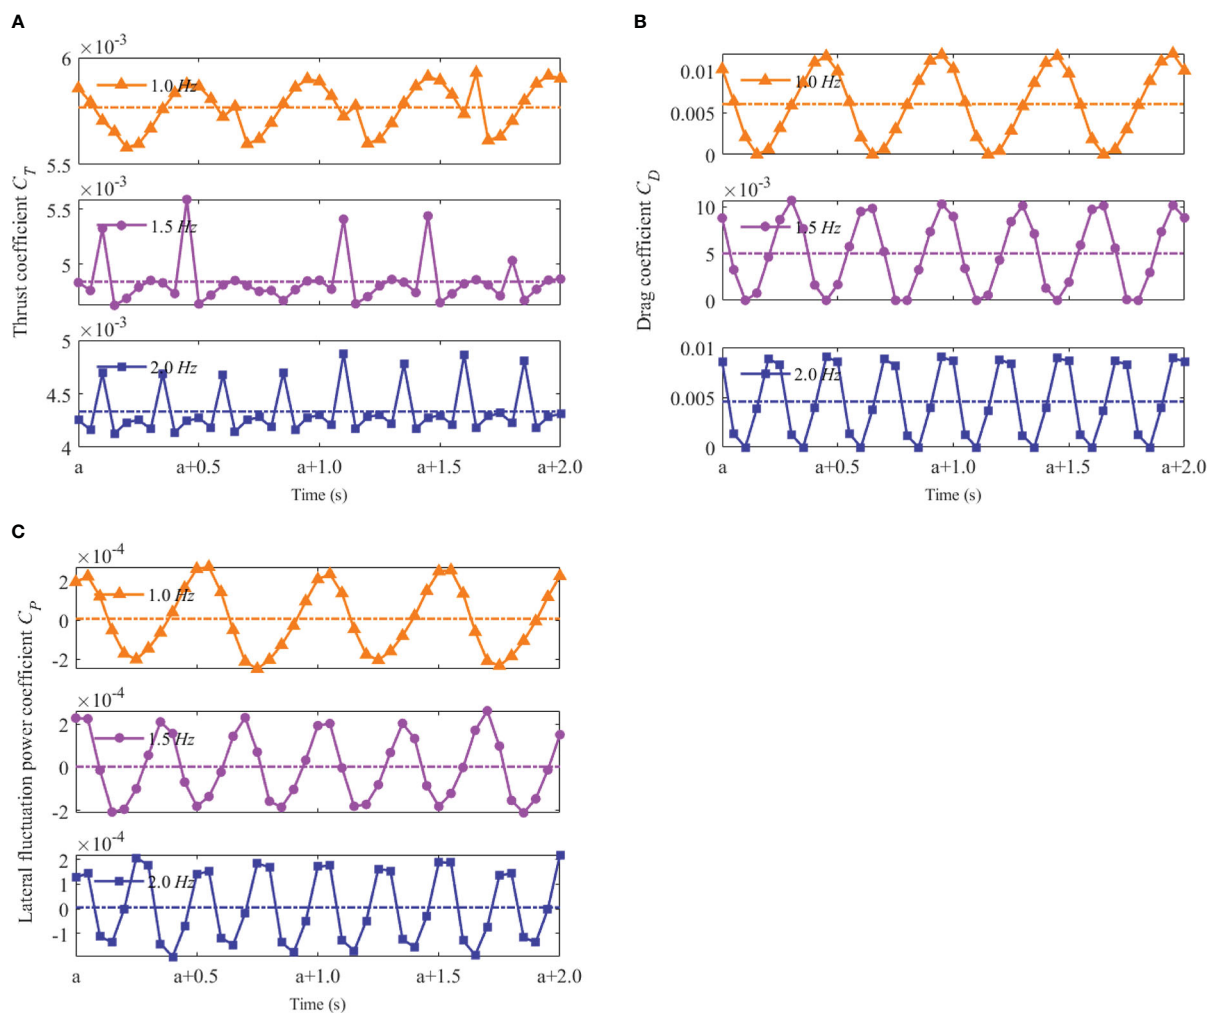 A
×10-3
6
1.0 Hz
5.5
×10-3
5.5
1.5 Hz
5
×10-3
5
2.0 Hz
4.5
4
a a+0.5 a+1.0 a+1.5 a+2.0
Time (s)
Thrust coefficient CT
B
0.01
1.0 Hz
0.005
0
×10-3
10
1.5 Hz
5
0
0.01
2.0 Hz
0.005
0
a a+0.5 a+1.0 a+1.5 a+2.0
Time (s)
Drag coefficient CD
C
×10-4
2
1.0 Hz
0
-2
×10-4
2
1.5 Hz
0
-2
×10-4
2
2.0 Hz
1
0
-1
a a+0.5 a+1.0 a+1.5 a+2.0
Time (s)
Lateral fluctuation power coefficient CP